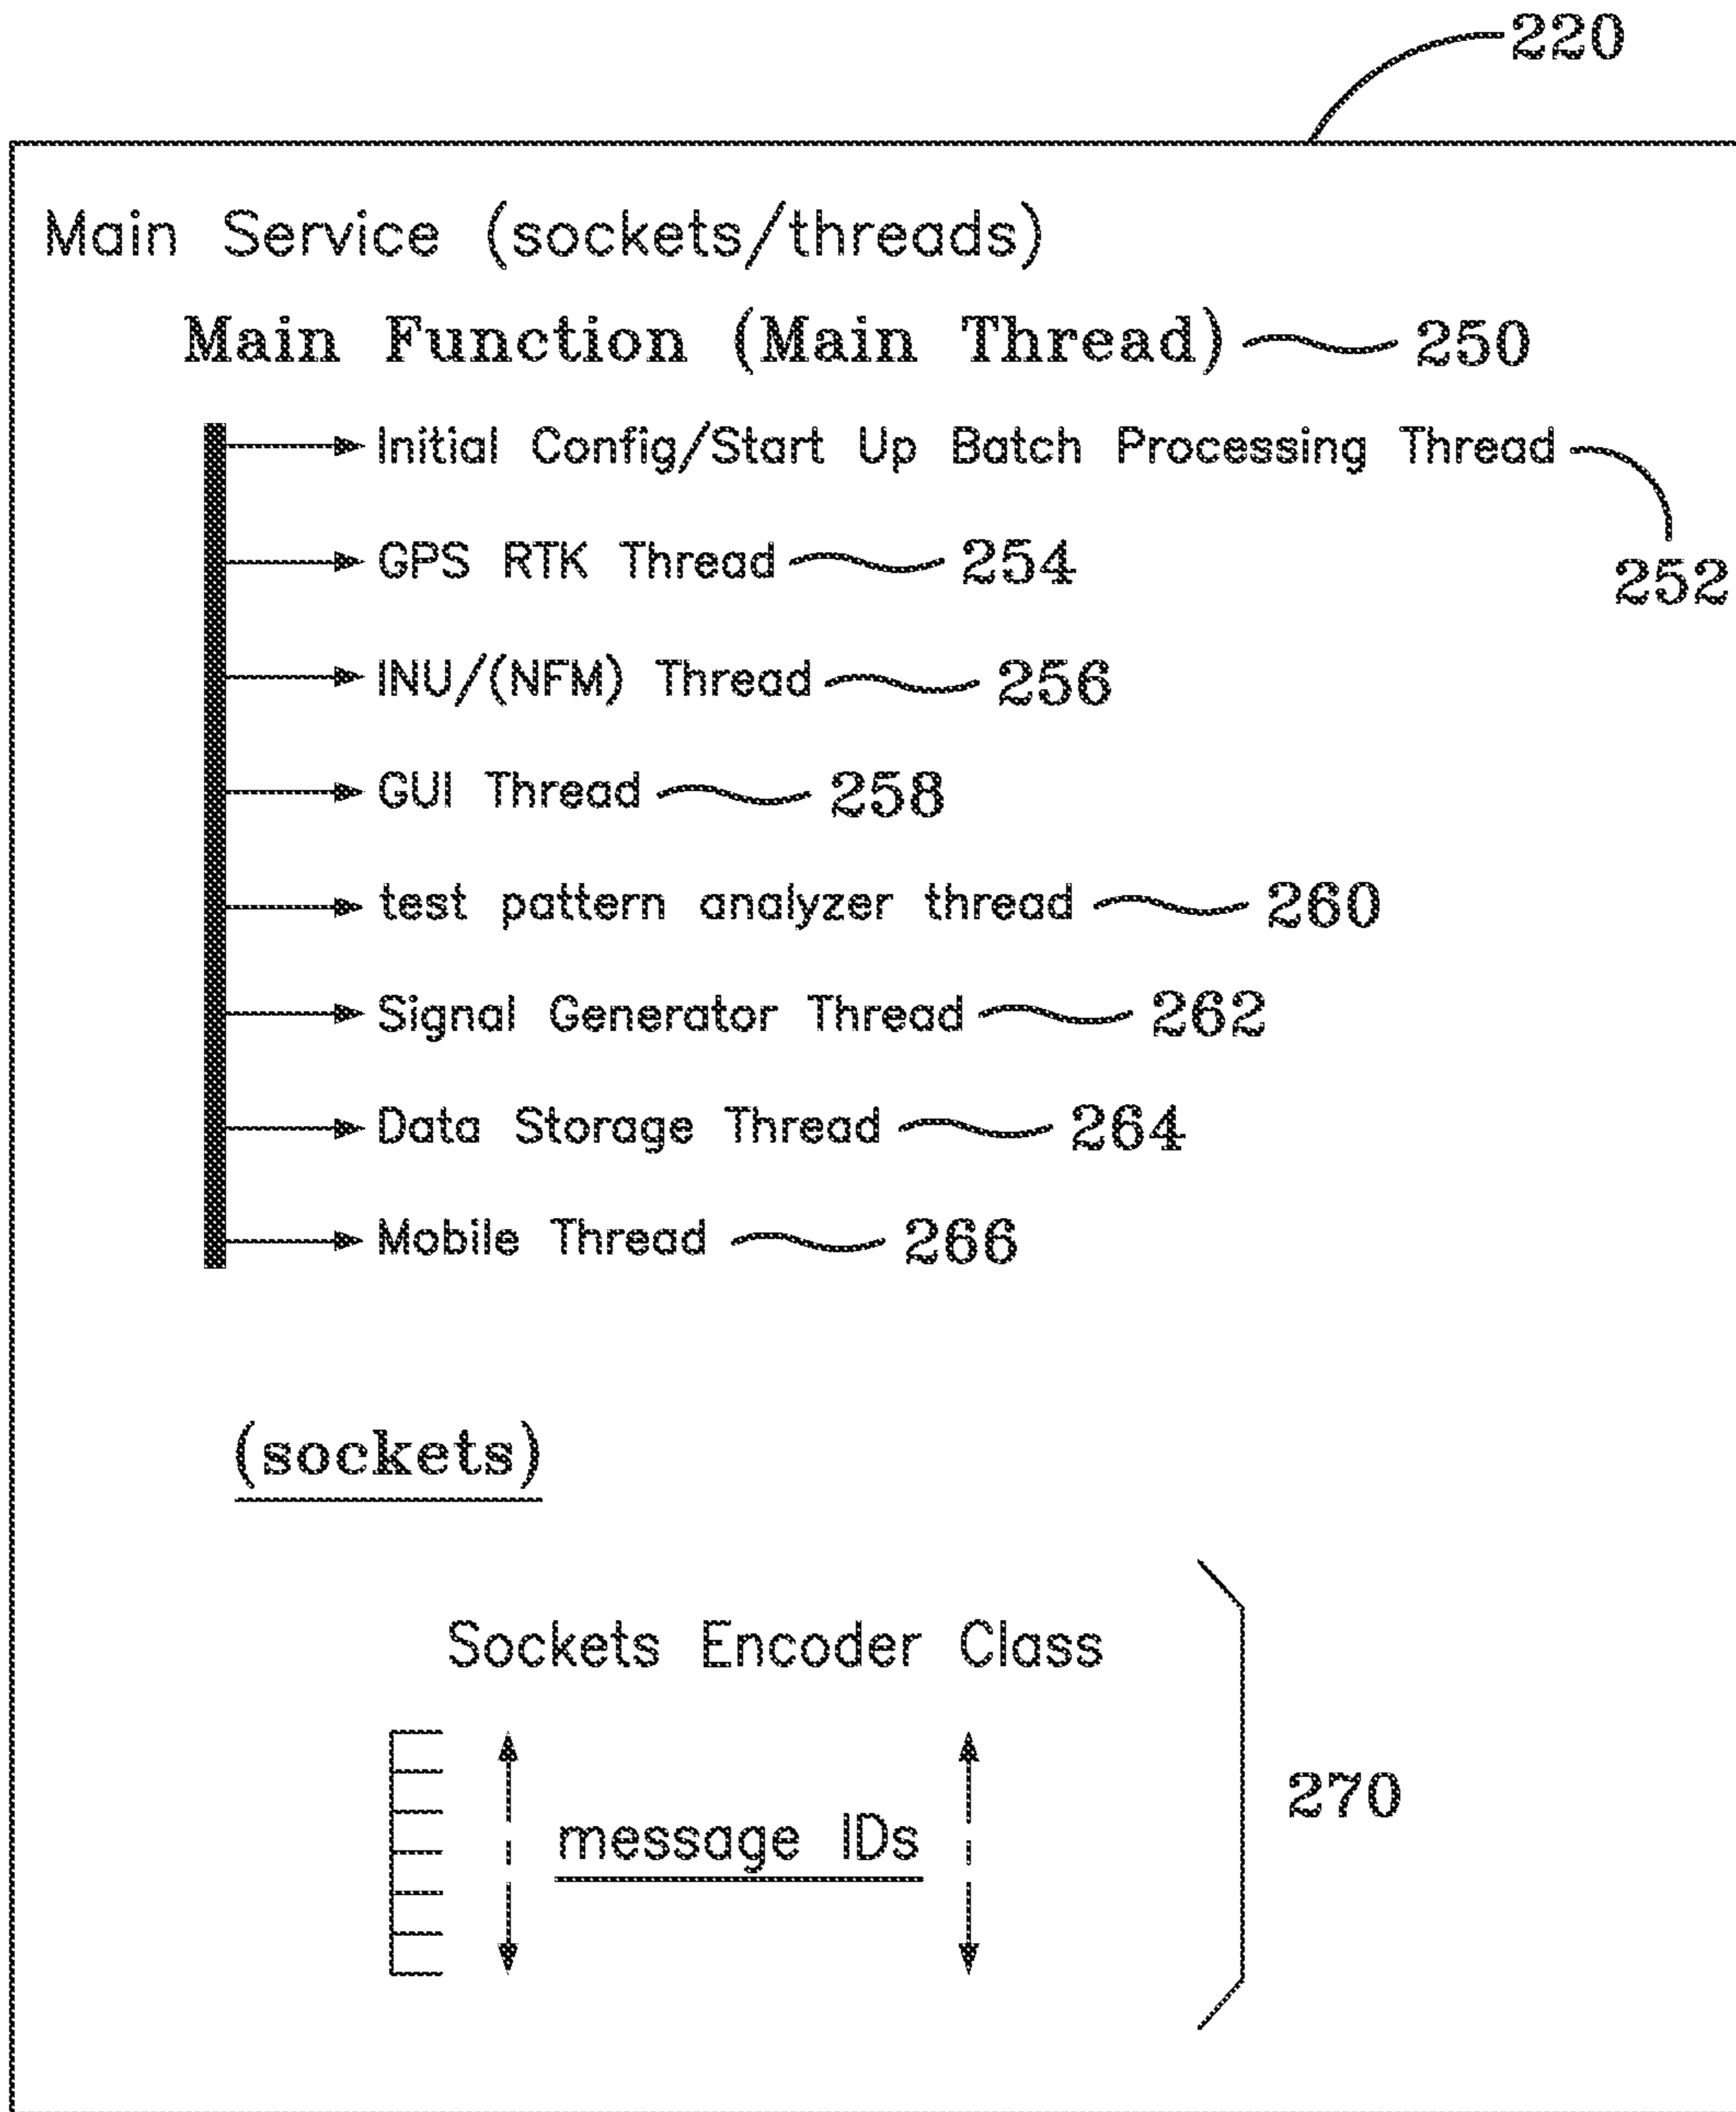 220
Main Service (sockets/threads)
Main Function (Main Thread) 250
Initial Config/Start Up Batch Processing Thread
252
GPS RTK Thread 254
INU/(NFM) Thread 256
GUI Thread 258
test pattern analyzer thread 260
Signal Generator Thread 262
Data Storage Thread 264
Mobile Thread 266
(sockets)
Sockets Encoder Class
270
message IDs